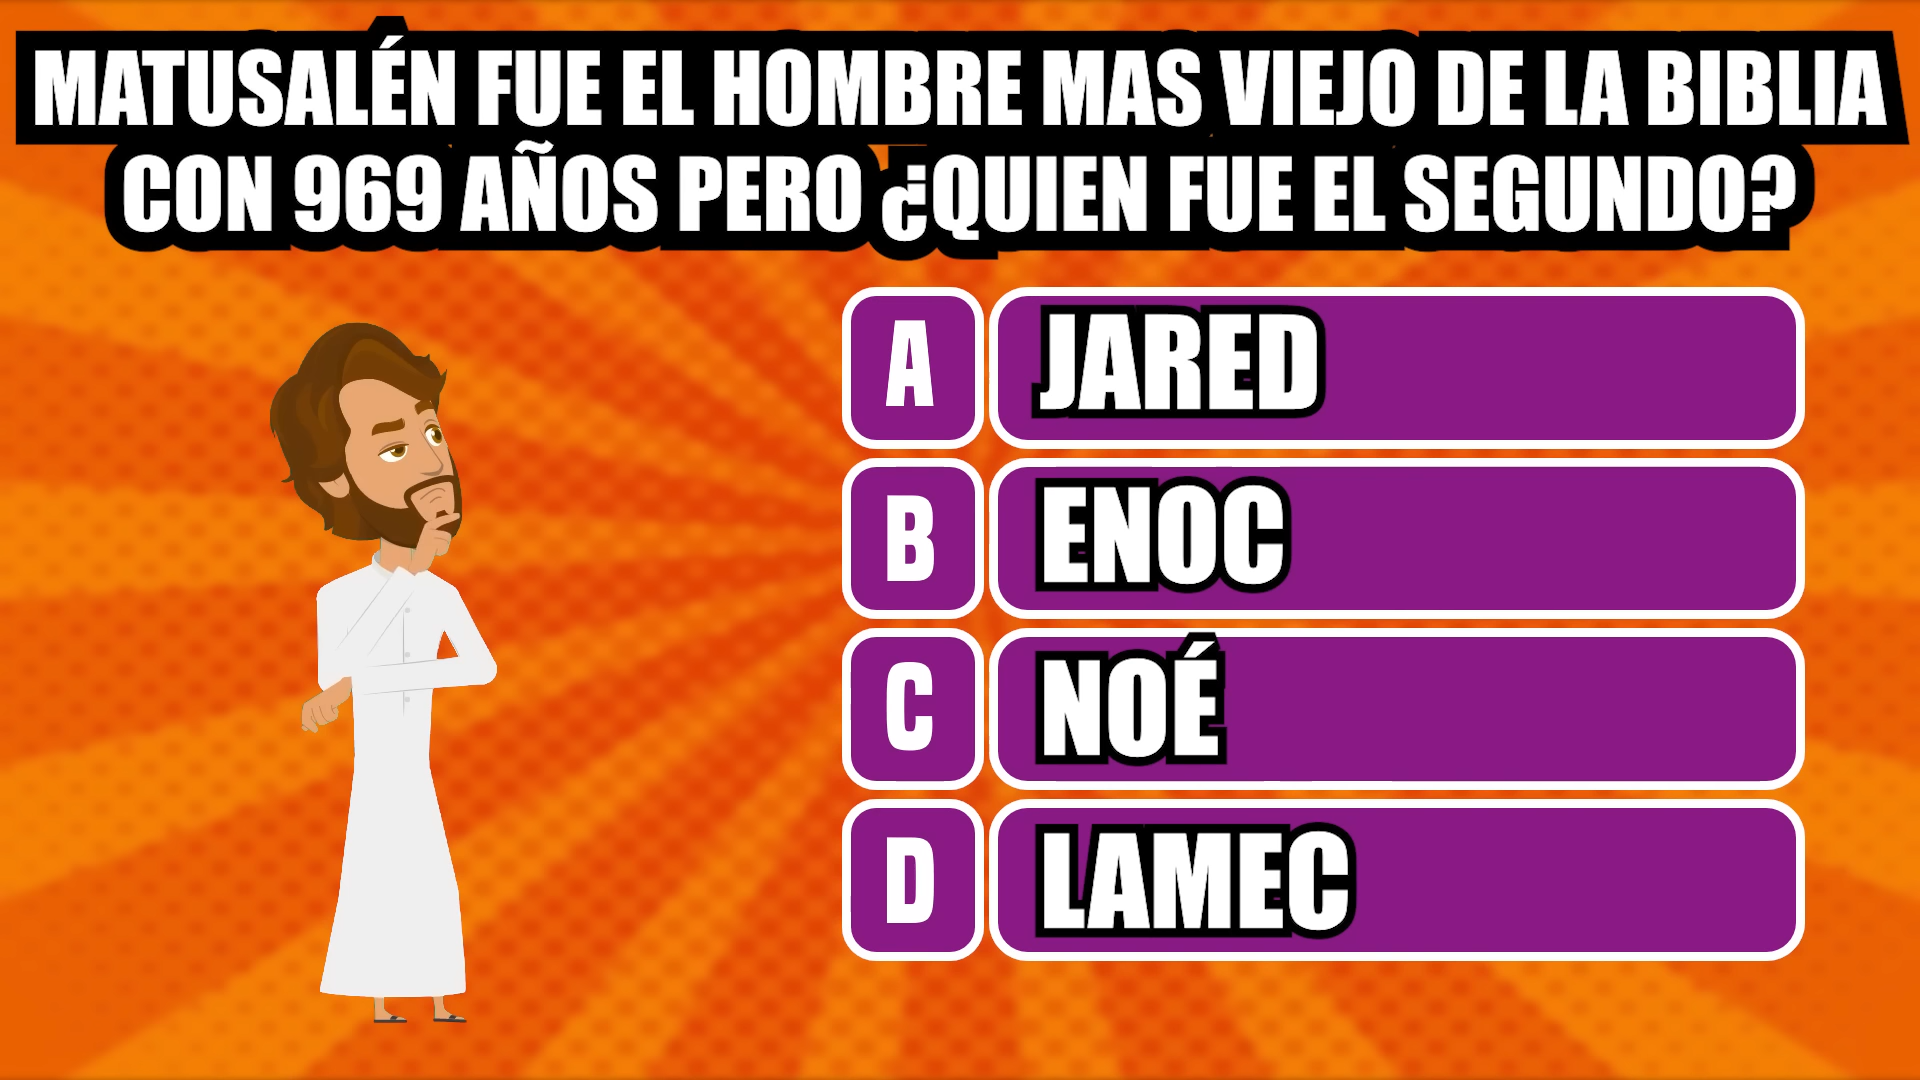 MATUSALÉN FUE EL HOMBRE MAS VIEJO DE LA BIBLIA
CON 969 AÑOS PERO ¿QUIEN FUE EL SEGUNDO?
A JARED
B ENOC
C NOÉ
D LAMEC